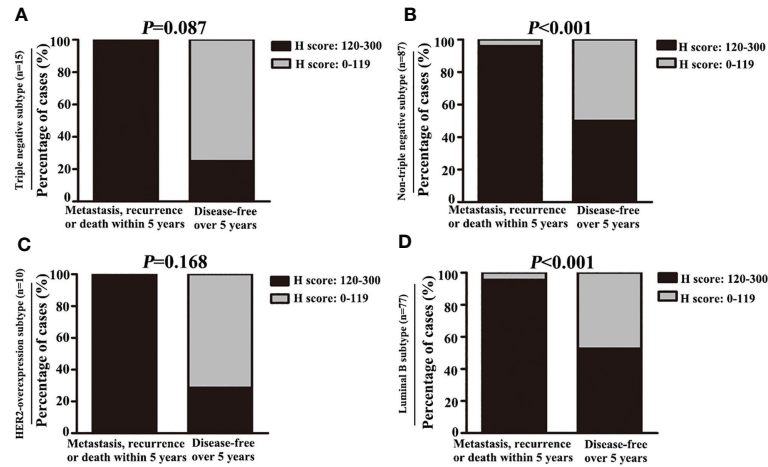 A
P=0.087
Triple negative subtype (n=15)
Percentage of cases (%)
100
80
60
40
20
0
H score: 120-300
H score: 0-119
Metastasis, recurrence
or death within 5 years
Disease-free
over 5 years
B
P<0.001
Non-triple negative subtype (n=87)
Percentage of cases (%)
100
80
60
40
20
0
H score: 120-300
H score: 0-119
Metastasis, recurrence
or death within 5 years
Disease-free
over 5 years
C
P=0.168
HER2-overexpression subtype (n=10)
Percentage of cases (%)
100
80
60
40
20
0
H score: 120-300
H score: 0-119
Metastasis, recurrence
or death within 5 years
Disease-free
over 5 years
D
P<0.001
Luminal B subtype (n=77)
Percentage of cases (%)
100
80
60
40
20
0
H score: 120-300
H score: 0-119
Metastasis, recurrence
or death within 5 years
Disease-free
over 5 years